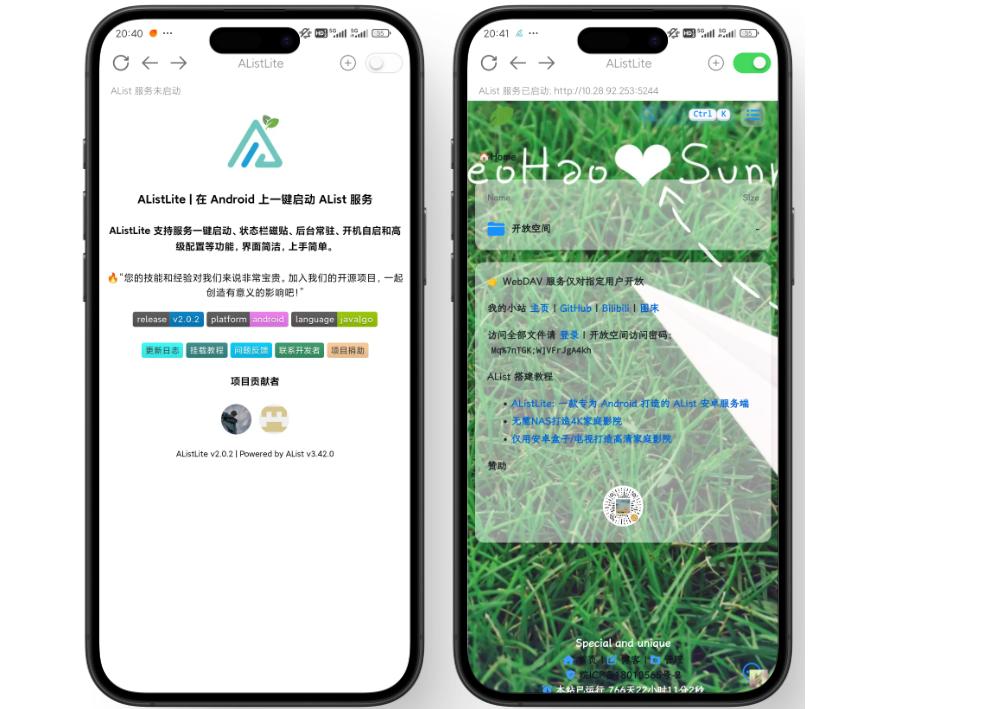 20:40
AListLite
AList 服务未启动
AListLite | 在 Android 上一键启动 AList 服务
AListLite 支持服务一键启动、状态栏磁贴、后台常驻、开机自启和高
级配置等功能，界面简洁，上手简单。
🔥“您的技能和经验对我们来说非常宝贵。加入我们的开源项目，一起
创造有意义的影响吧！”
release v2.0.2 platform android language java|go
更新日志 挂载教程 问题反馈 联系开发者 项目捐助
项目贡献者
AListLite v2.0.2 | Powered by AList v3.42.0
20:41
AListLite
AList 服务已启动: http://10.28.92.253:5244
Ctrl K
🏠Home
eoHao Sunn
Name Size
开放空间 -
👉 WebDAV 服务仅对指定用户开放
我的小站 主页 | GitHub | Bilibili | 图床
访问全部文件请 登录 | 开放空间访问密码:
Mq%7nTGK;W]VFrJgA4kh
AList 搭建教程
• AListLite: 一款专为 Android 打造的 AList 安卓服务端
• 无需NAS打造4K家庭影院
• 仅用安卓盒子/电视打造高清家庭影院
赞助
Special and unique
本站已运行 766天22小时11分2秒